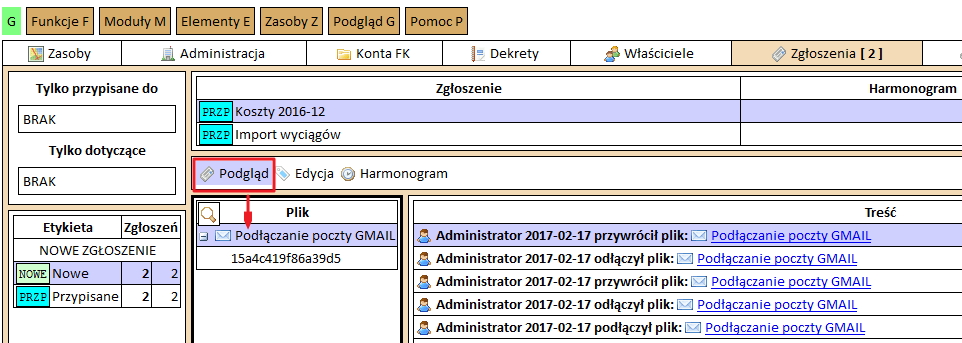 G Funkcje F Moduły M Elementy E Zasoby Z Podgląd G Pomoc P
Zasoby Administracja Konta FK Dekrety Właściciele Zgłoszenia [ 2 ]
Tylko przypisane do
BRAK
Tylko dotyczące
BRAK
Etykieta Zgłoszeń
NOWE ZGŁOSZENIE
NOWE Nowe 2 2
PRZP Przypisane 2 2
Zgłoszenie Harmonogram
PRZP Koszty 2016-12
PRZP Import wyciągów
Podgląd Edycja Harmonogram
Plik
Podłączanie poczty GMAIL
15a4c419f86a39d5
Treść
Administrator 2017-02-17 przywrócił plik: Podłączanie poczty GMAIL
Administrator 2017-02-17 odłączył plik: Podłączanie poczty GMAIL
Administrator 2017-02-17 przywrócił plik: Podłączanie poczty GMAIL
Administrator 2017-02-17 odłączył plik: Podłączanie poczty GMAIL
Administrator 2017-02-17 podłączył plik: Podłączanie poczty GMAIL